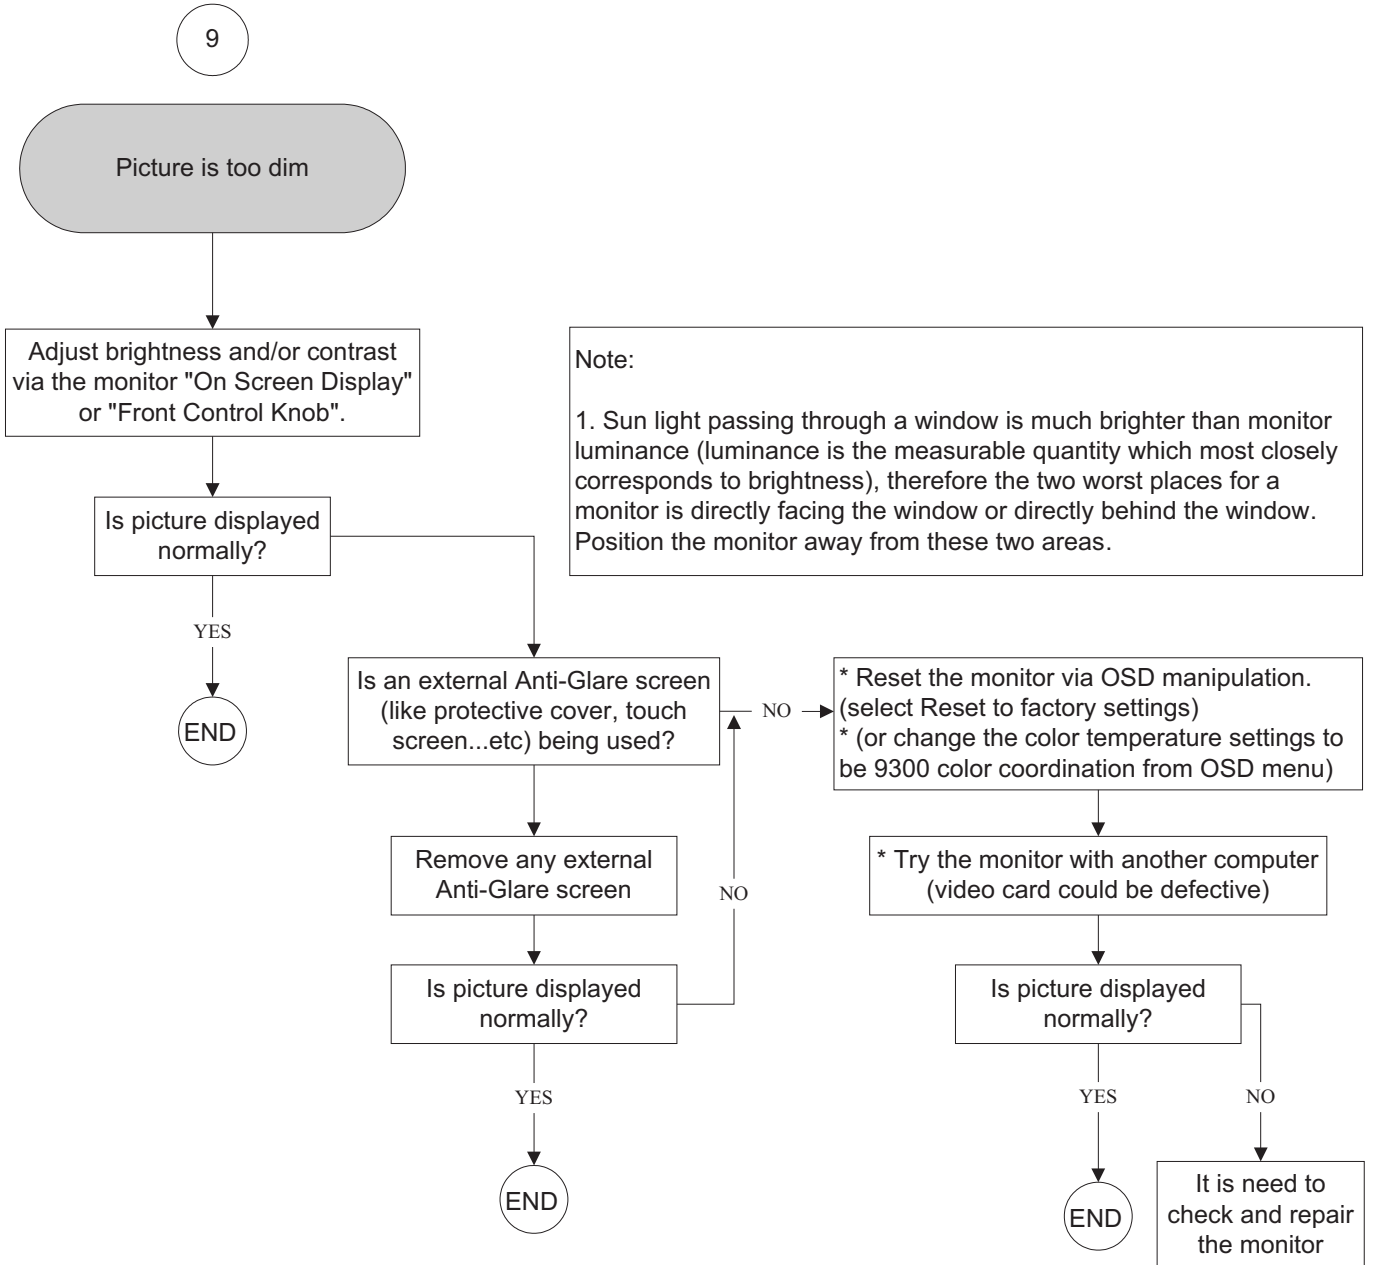 9
Picture is too dim
Adjust brightness and/or contrast
via the monitor "On Screen Display"
or "Front Control Knob".
Note:
1. Sun light passing through a window is much brighter than monitor
luminance (luminance is the measurable quantity which most closely
corresponds to brightness), therefore the two worst places for a
monitor is directly facing the window or directly behind the window.
Position the monitor away from these two areas.
Is picture displayed
normally?
YES
END
Is an external Anti-Glare screen
(like protective cover, touch
screen...etc) being used?
NO
* Reset the monitor via OSD manipulation.
(select Reset to factory settings)
* (or change the color temperature settings to
be 9300 color coordination from OSD menu)
Remove any external
Anti-Glare screen
NO
* Try the monitor with another computer
(video card could be defective)
Is picture displayed
normally?
YES
END
Is picture displayed
normally?
YES
NO
END
It is need to
check and repair
the monitor